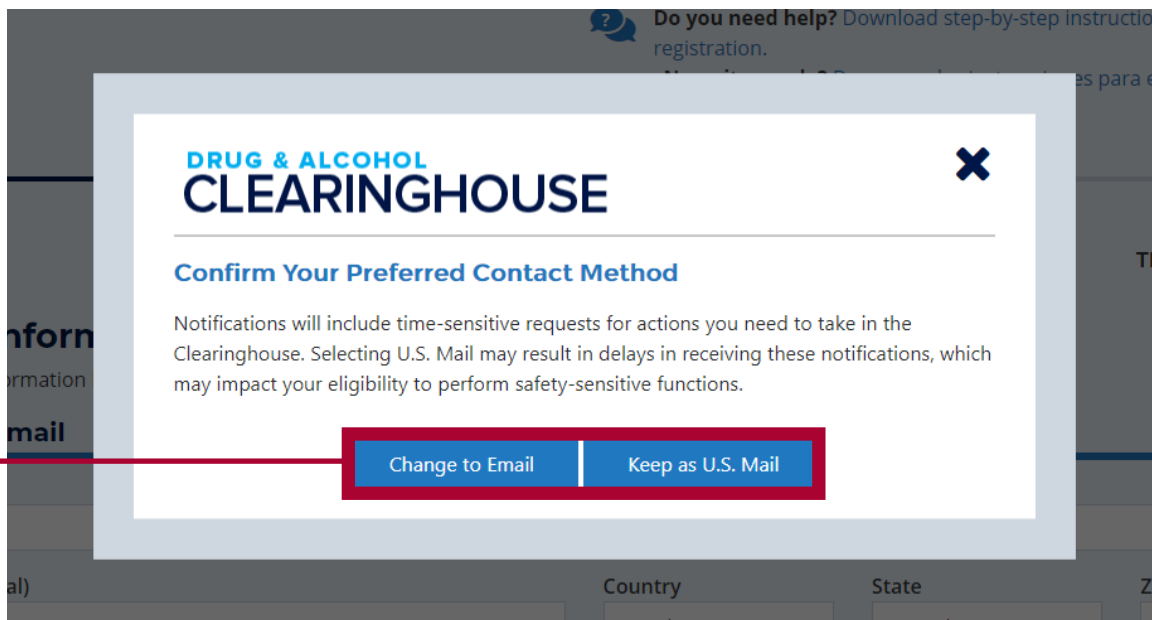 Do you need help? Download step-by-step
registration.
es para
DRUG & ALCOHOL
CLEARINGHOUSE
Confirm Your Preferred Contact Method
Notifications will include time-sensitive requests for actions you need to take in the
Clearinghouse. Selecting U.S. Mail may result in delays in receiving these notifications, which
may impact your eligibility to perform safety-sensitive functions.
mail
Change to Email Keep as U.S. Mail
al) Country State Z